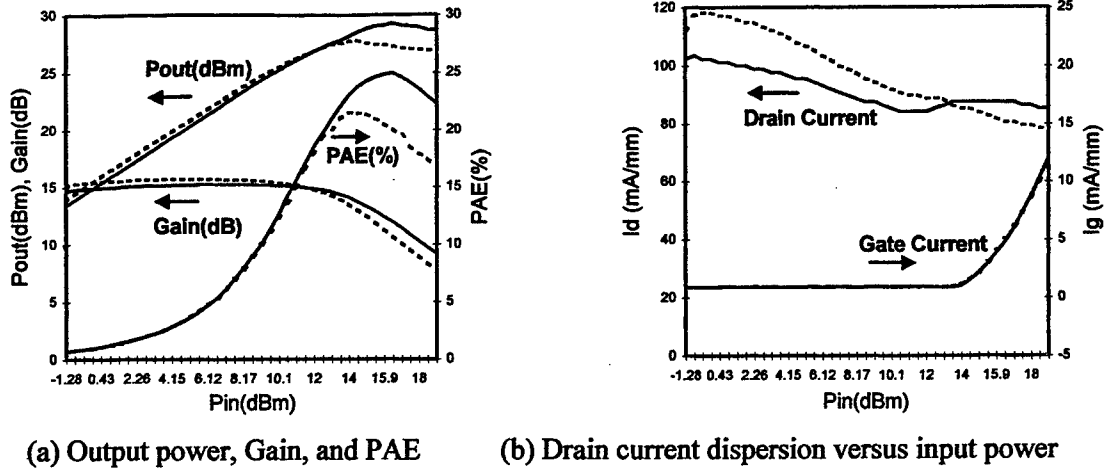 30
25
20
15
10
5
0
Pout(dBm), Gain(dB)
Pout(dBm)
PAE(%)
Gain(dB)
30
25
20
15
10
5
0
PAE(%)
-1.28 0.43 2.26 4.15 6.12 8.17 10.1 12 14 15.9 18
Pin(dBm)
120
100
80
60
40
20
0
Id (mA/mm)
Drain Current
Gate Current
25
20
15
10
5
0
-5
Ig (mA/mm)
-1.28 0.43 2.26 4.15 6.12 8.17 10.1 12 14 15.9 18
Pin(dBm)
(a) Output power, Gain, and PAE
(b) Drain current dispersion versus input power